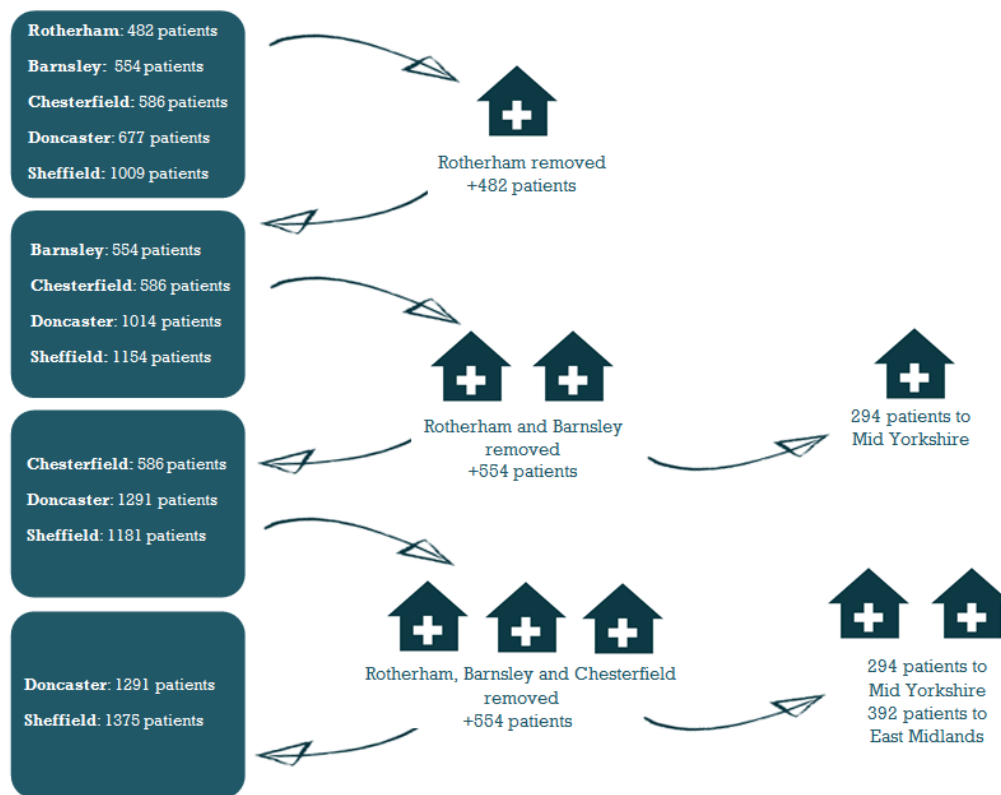 Rotherham: 482 patients
Barnsley: 554 patients
Chesterfield: 586 patients
Doncaster: 677 patients
Sheffield: 1009 patients
Rotherham removed
+482 patients
Barnsley: 554 patients
Chesterfield: 586 patients
Doncaster: 1014 patients
Sheffield: 1154 patients
Rotherham and Barnsley
removed
+554 patients
294 patients to
Mid Yorkshire
Chesterfield: 586 patients
Doncaster: 1291 patients
Sheffield: 1181 patients
Rotherham, Barnsley and Chesterfield
removed
+554 patients
294 patients to
Mid Yorkshire
392 patients to
East Midlands
Doncaster: 1291 patients
Sheffield: 1375 patients